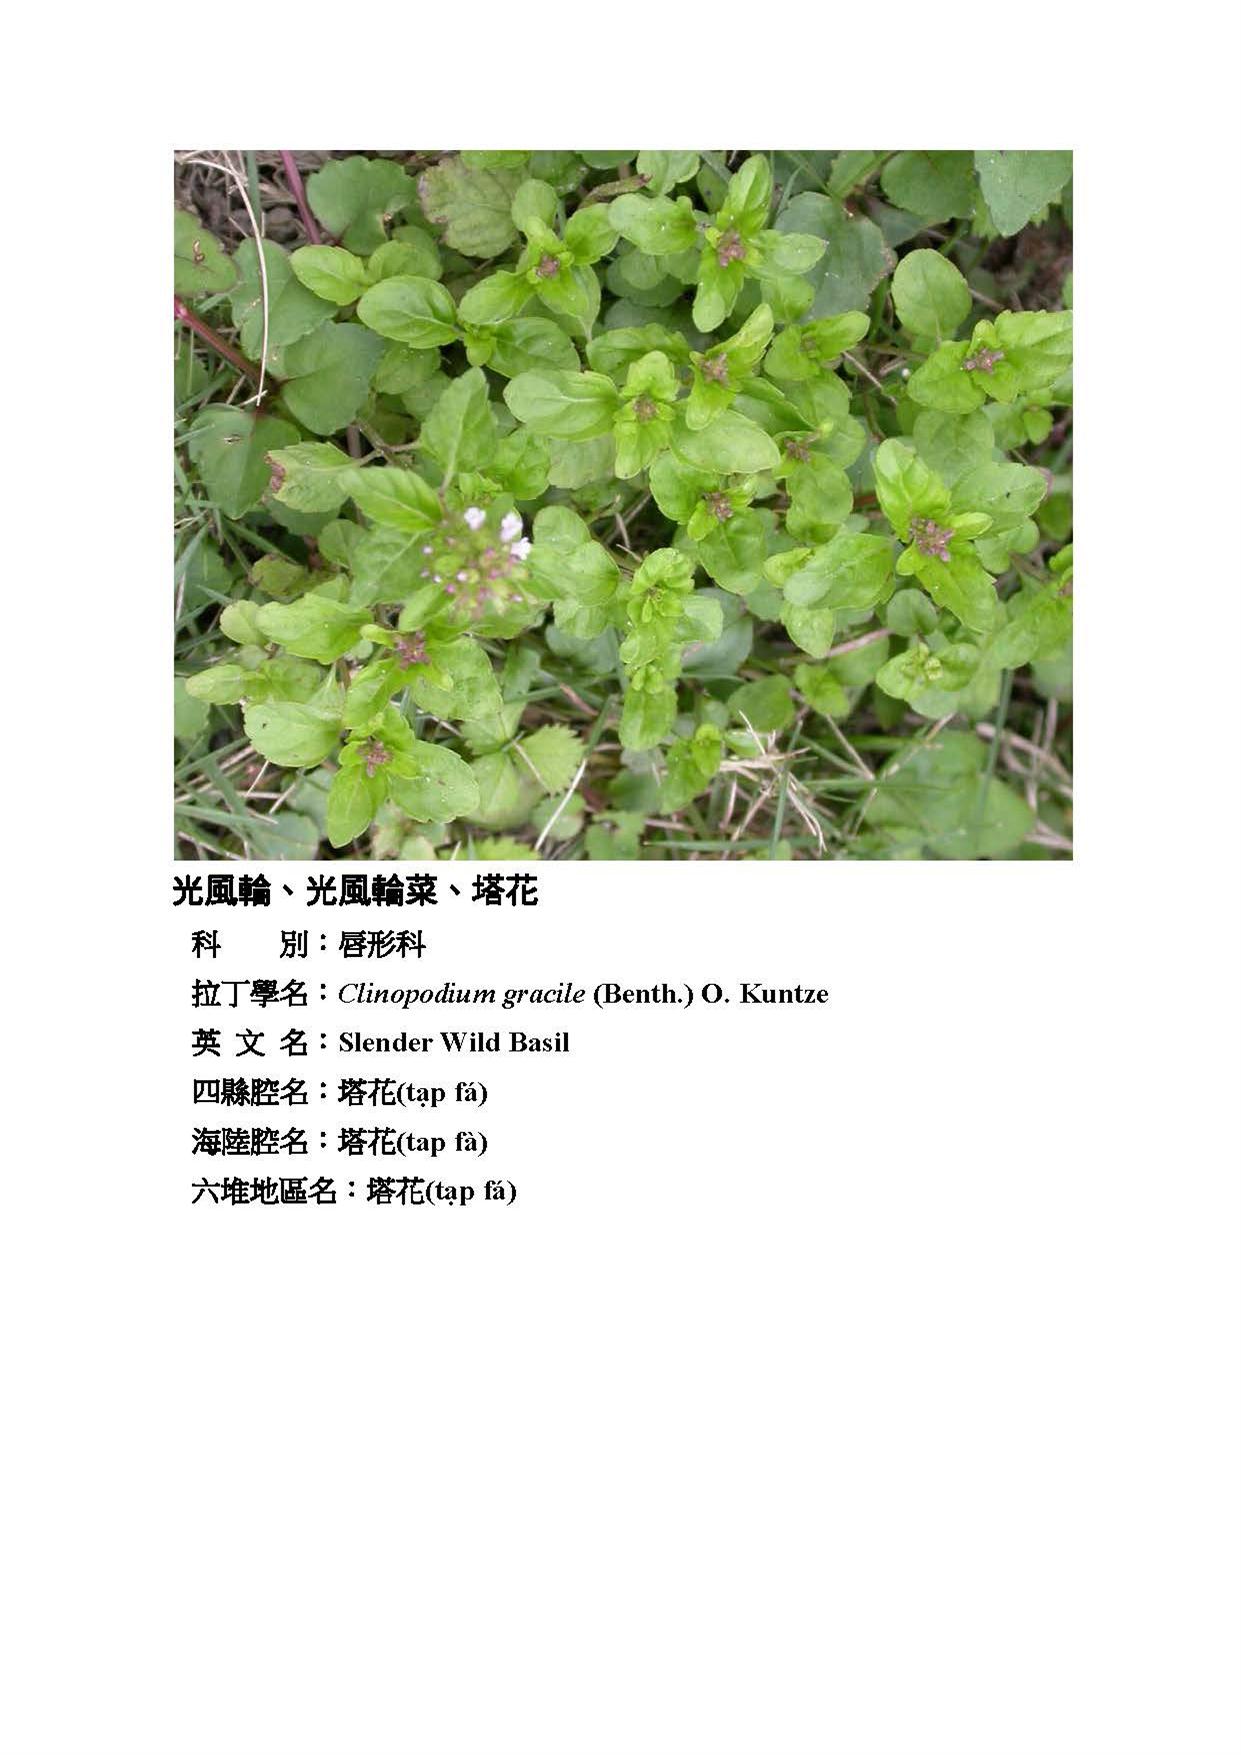 光風輪、光風輪菜、塔花
科　　別：唇形科
拉丁學名：Clinopodium gracile (Benth.) O. Kuntze
英 文 名：Slender Wild Basil
四縣腔名：塔花(tạp fá)
海陸腔名：塔花(tap fà)
六堆地區名：塔花(tạp fá)